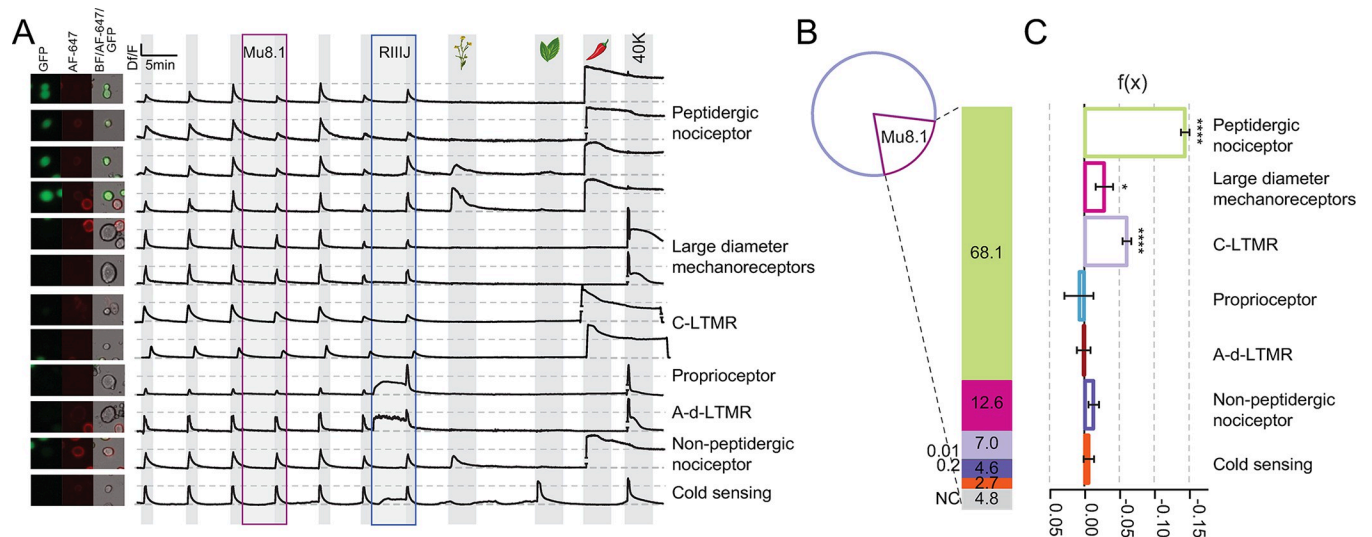 A
GFP
AF-647
BF/AF-647/
GFP
Df/F
5min
Mu8.1
RIIIJ
40K
Peptidergic
nociceptor
Large diameter
mechanoreceptors
C-LTMR
Proprioceptor
A-d-LTMR
Non-peptidergic
nociceptor
Cold sensing
B
Mu8.1
68.1
12.6
7.0
0.01
0.2
4.6
2.7
NC
4.8
C
f(x)
****
Peptidergic
nociceptor
*
Large diameter
mechanoreceptors
****
C-LTMR
Proprioceptor
A-d-LTMR
Non-peptidergic
nociceptor
Cold sensing
0.05
0.00
-0.05
-0.10
-0.15